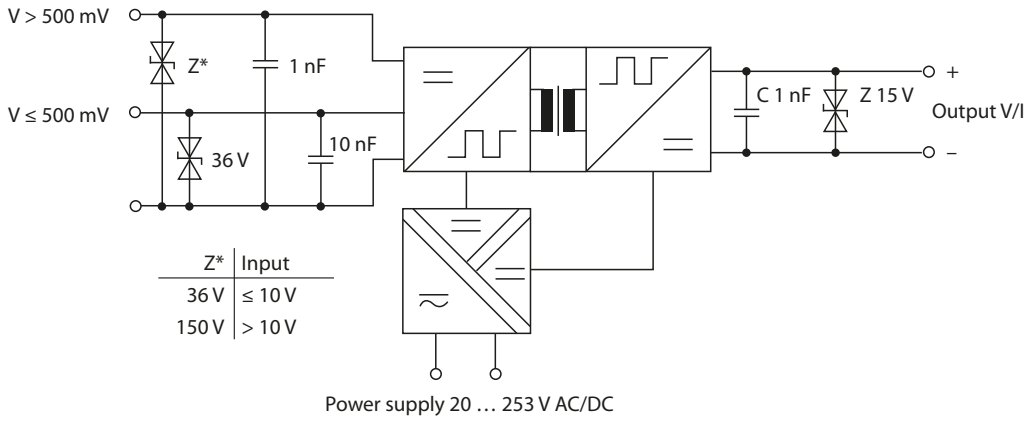 V > 500 mV
Z*
1 nF
V ≤ 500 mV
36 V
10 nF
C 1 nF
Z 15 V
+
Output V/I
–
Z* Input
36 V ≤ 10 V
150 V > 10 V
Power supply 20 … 253 V AC/DC